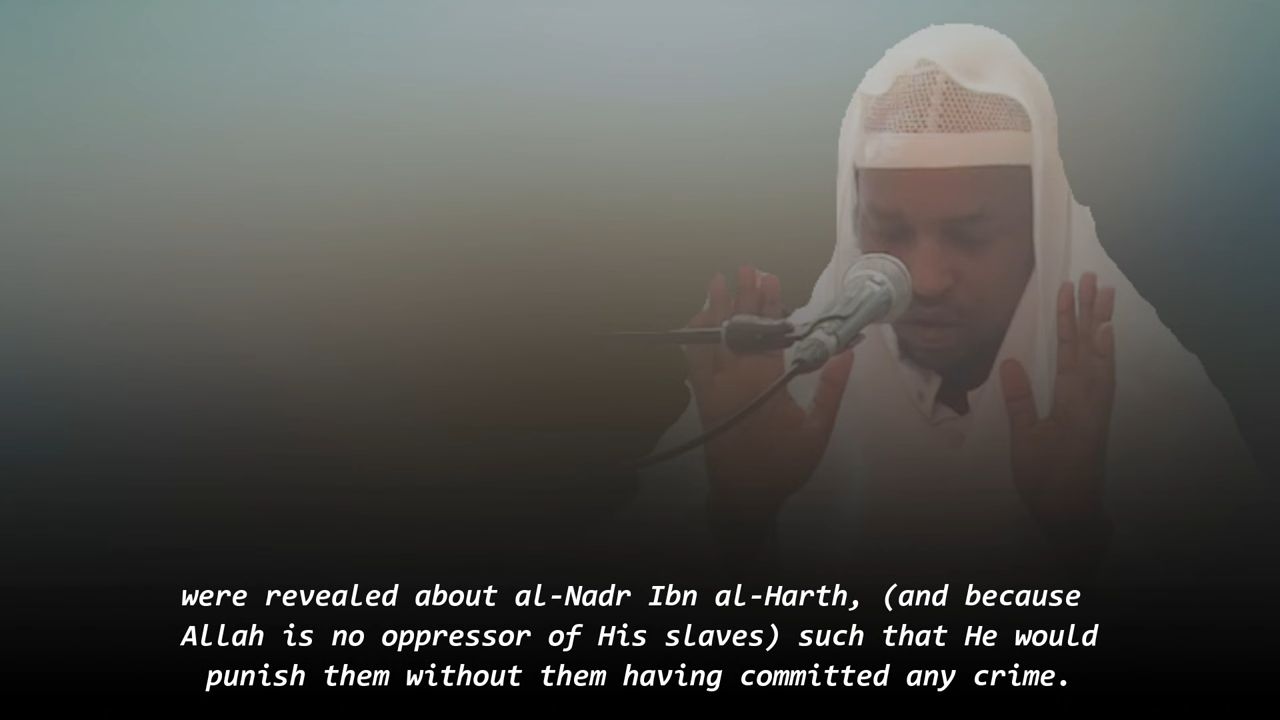 were revealed about al-Nadr Ibn al-Harth, (and because
Allah is no oppressor of His slaves) such that He would
punish them without them having committed any crime.